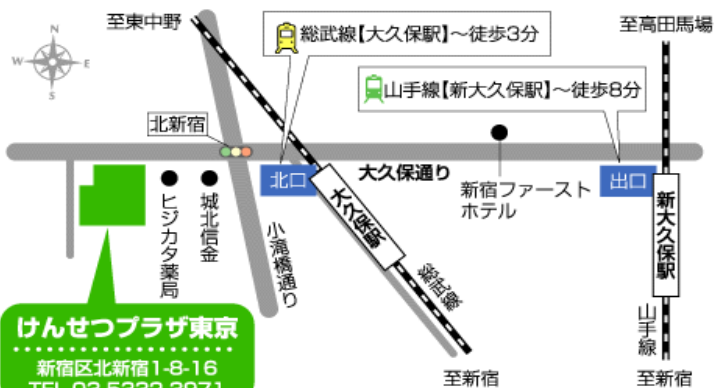 至東中野
総武線【大久保駅】～徒歩3分
至高田馬場
N
W
E
S
山手線【新大久保駅】～徒歩8分
北新宿
大久保通り
北口
出口
新宿ファースト
ホテル
大久保駅
新大久保駅
ヒジカタ薬局
城北信金
小滝橋通り
総武線
山手線
けんせつプラザ東京
新宿区北新宿1-8-16
TEL 03-5332-3971
至新宿
至新宿